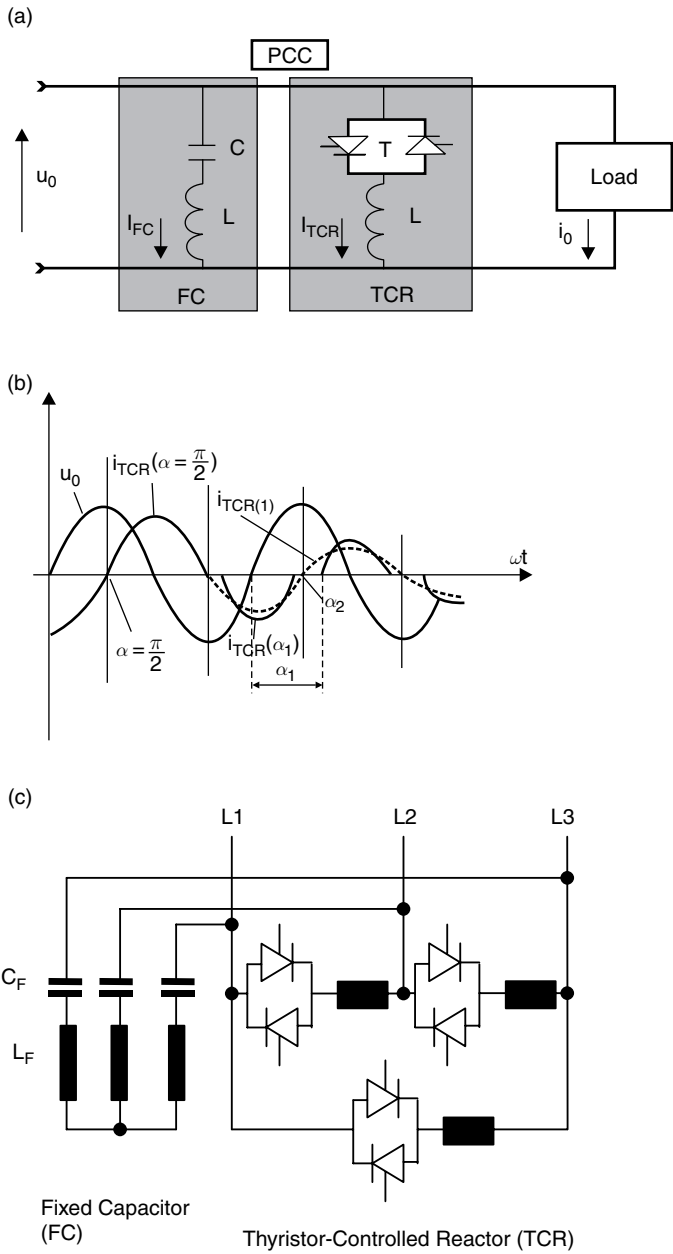 (a)
PCC
u0
C
T
Load
L
L
IFC
ITCR
i0
FC
TCR
(b)
u0
iTCR(α = π/2)
iTCR(1)
ωt
α = π/2
α2
iTCR(α1)
α1
(c)
L1 L2 L3
CF
LF
Fixed Capacitor
(FC)
Thyristor-Controlled Reactor (TCR)